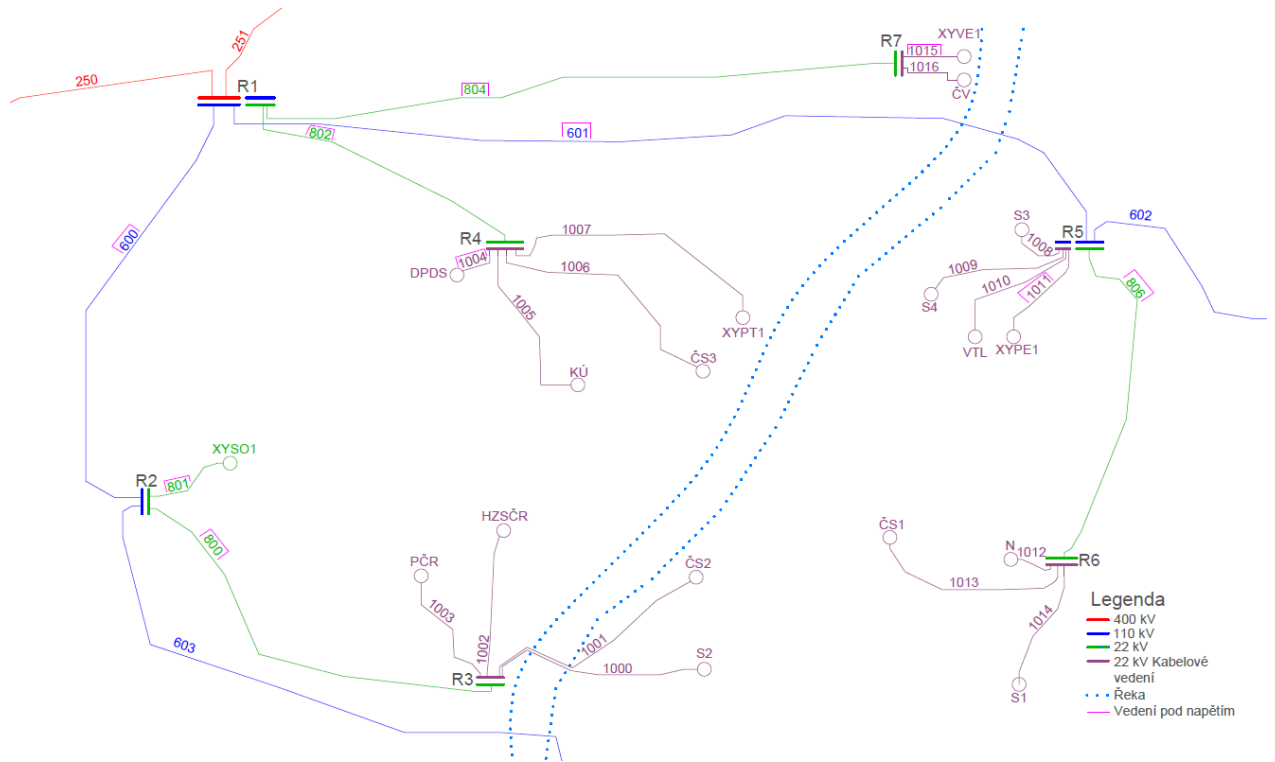 251
250
R1
804
802
601
R7
1015
1016
XYVE1
ČV
600
R4
1004
DPDS
1007
1006
1005
XYPT1
ČS3
KÚ
S3
1008
R5
602
1009
1010
1011
S4
VTL
XYPE1
806
XYSO1
R2
801
800
603
HZSČR
PČR
1003
1002
ČS2
1001
1000
S2
R3
ČS1
N
1012
R6
1013
1014
S1
Legenda
400 kV
110 kV
22 kV
22 kV Kabelové
vedení
Řeka
Vedení pod napětím